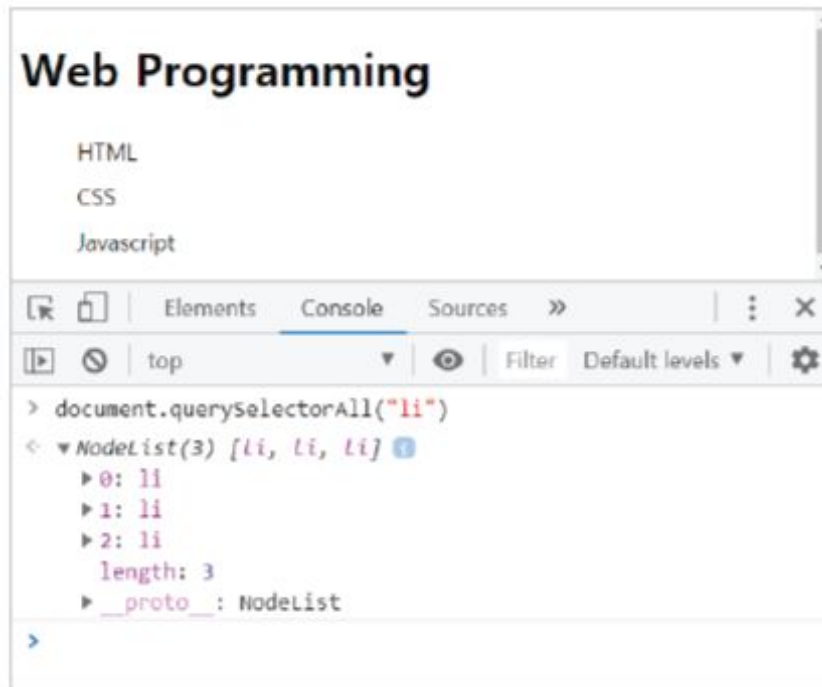 Web Programming
HTML
CSS
Javascript
Elements Console Sources »
top Filter Default levels
document.querySelectorAll("li")
NodeList(3) [li, li, li]
0: li
1: li
2: li
length: 3
__proto__: NodeList